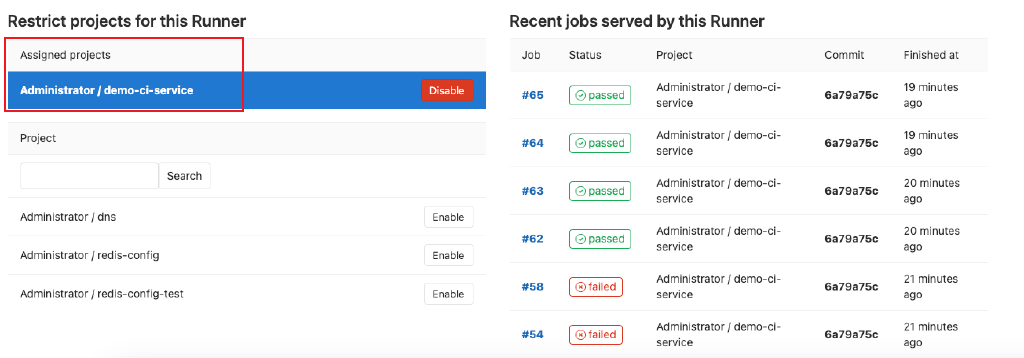 Restrict projects for this Runner
Assigned projects
Administrator / demo-ci-service Disable
Project
Search
Administrator / dns Enable
Administrator / redis-config Enable
Administrator / redis-config-test Enable
Recent jobs served by this Runner
Job Status Project Commit Finished at
#65 passed Administrator / demo-ci-service 6a79a75c 19 minutes ago
#64 passed Administrator / demo-ci-service 6a79a75c 19 minutes ago
#63 passed Administrator / demo-ci-service 6a79a75c 20 minutes ago
#62 passed Administrator / demo-ci-service 6a79a75c 20 minutes ago
#58 failed Administrator / demo-ci-service 6a79a75c 21 minutes ago
#54 failed Administrator / demo-ci-service 6a79a75c 21 minutes ago